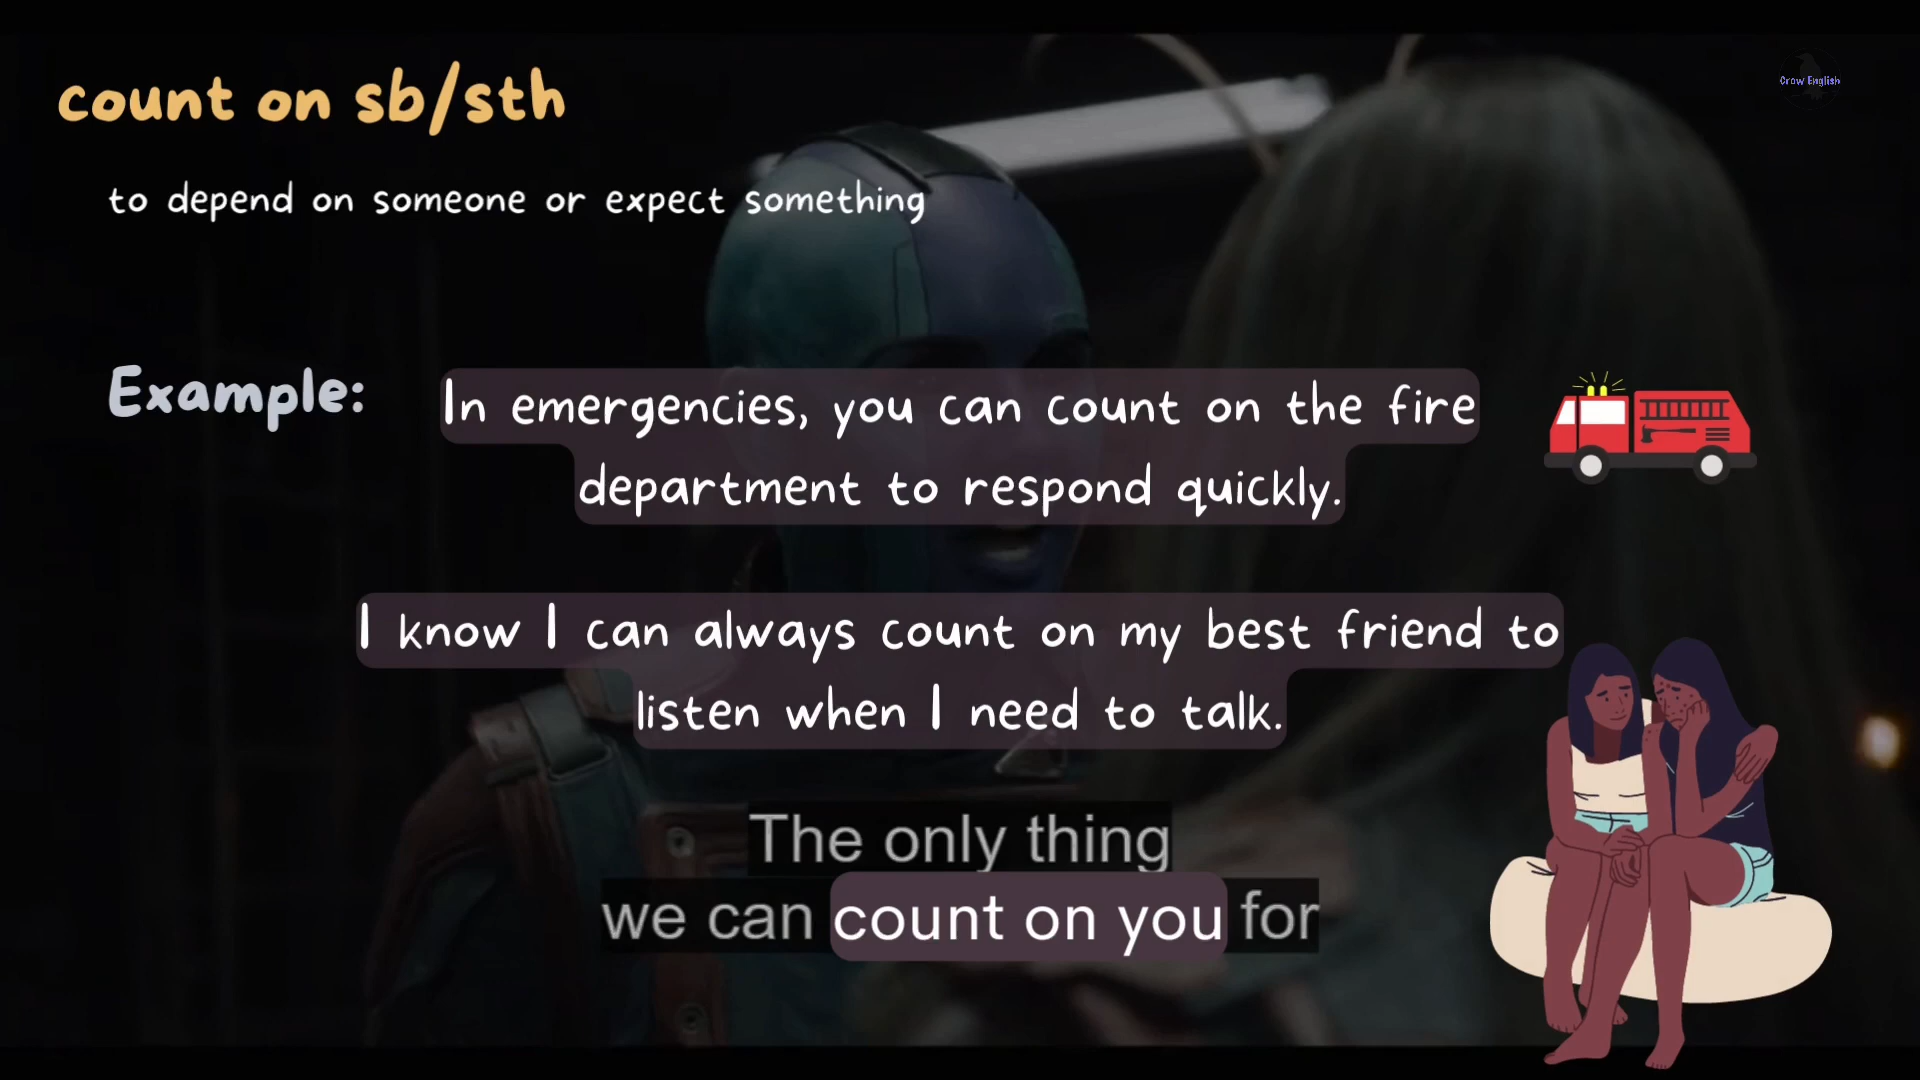 count on sb/sth
Crow English
to depend on someone or expect something
Example:
In emergencies, you can count on the fire
department to respond quickly.
I know I can always count on my best friend to
listen when I need to talk.
The only thing
we can count on you for